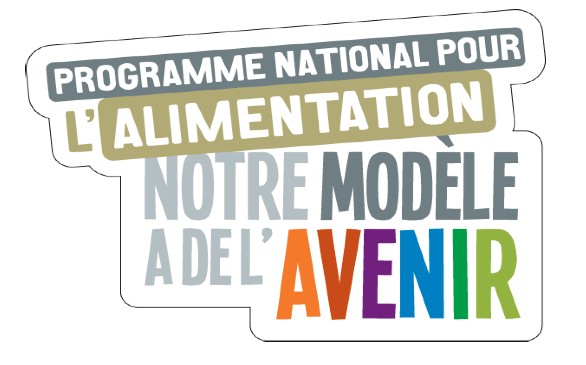 PROGRAMME NATIONAL POUR
L'ALIMENTATION
NOTRE MODÈLE
A DE L'AVENIR